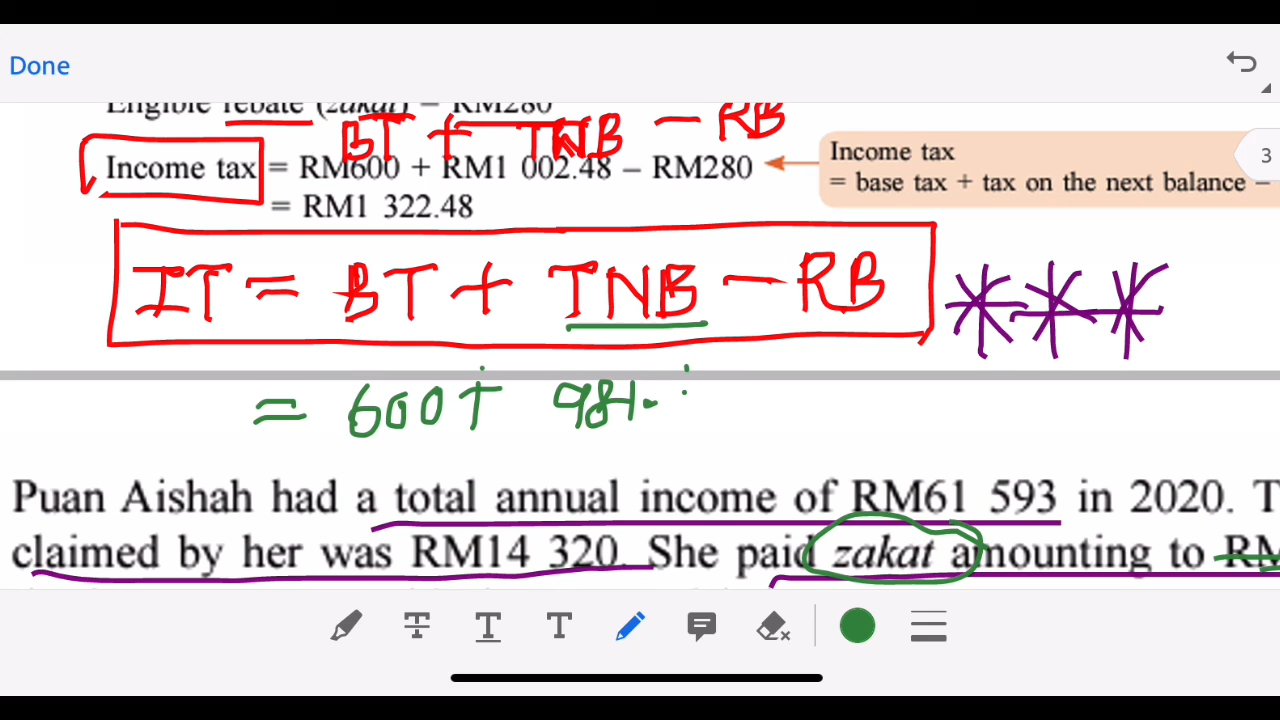 Done
Eligible rebate (zakat) = RM280
BT + TNB - RB
Income tax = RM600 + RM1 002.48 – RM280
= RM1 322.48
Income tax
= base tax + tax on the next balance –
3
IT = BT + TNB - RB
= 600 + 981.
Puan Aishah had a total annual income of RM61 593 in 2020. T
claimed by her was RM14 320. She paid zakat amounting to RM
T T T